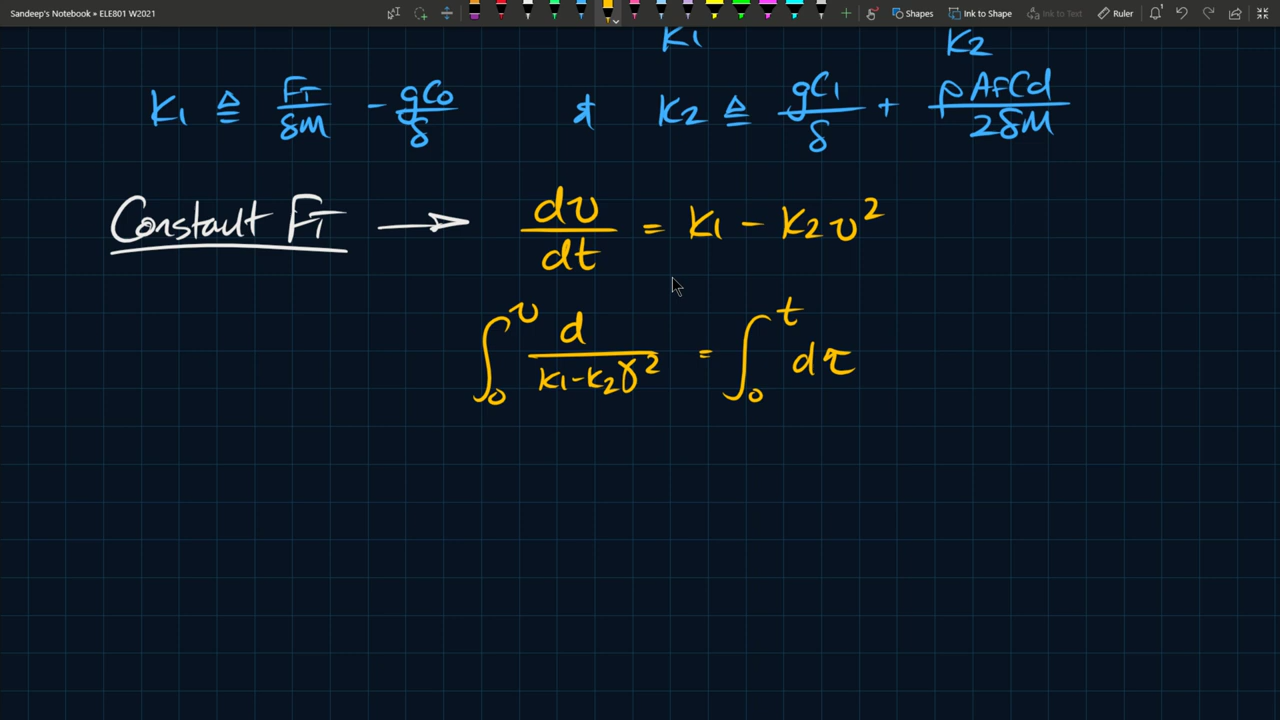 Sandeep's Notebook » ELE801 W2021
Shapes Ink to Shape Ink to Text Ruler
K1 K2
K1 ≜ FT/δM - gC0/δ & K2 ≜ gC1/δ + ρAfCd/2δM
Constant FT → dv/dt = K1 - K2v²
∫₀ᵛ d/(K1-K2γ²) = ∫₀ᵗ dτ